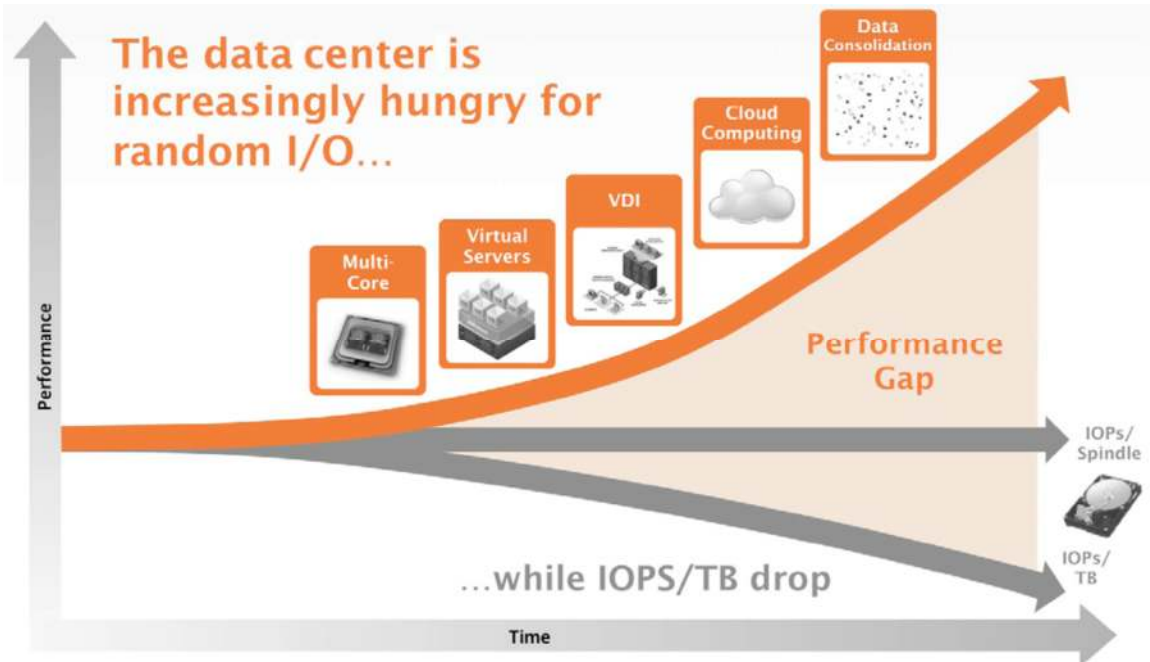 The data center is
increasingly hungry for
random I/O...
Data
Consolidation
Cloud
Computing
VDI
Virtual
Servers
Multi-
Core
Performance
Performance
Gap
IOPs/
Spindle
IOPs/
TB
...while IOPS/TB drop
Time